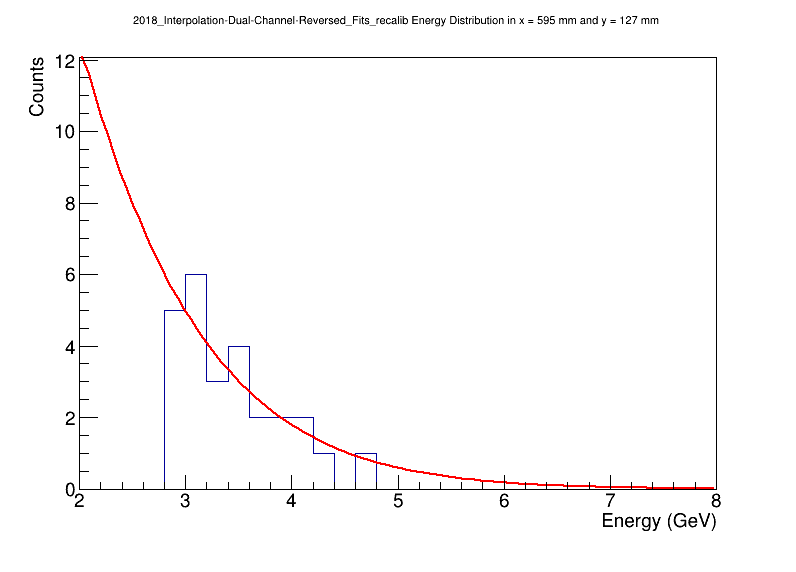 2018_Interpolation-Dual-Channel-Reversed_Fits_recalib Energy Distribution in x = 595 mm and y = 127 mm
Counts
12
10
8
6
4
2
0
2 3 4 5 6 7 8
Energy (GeV)